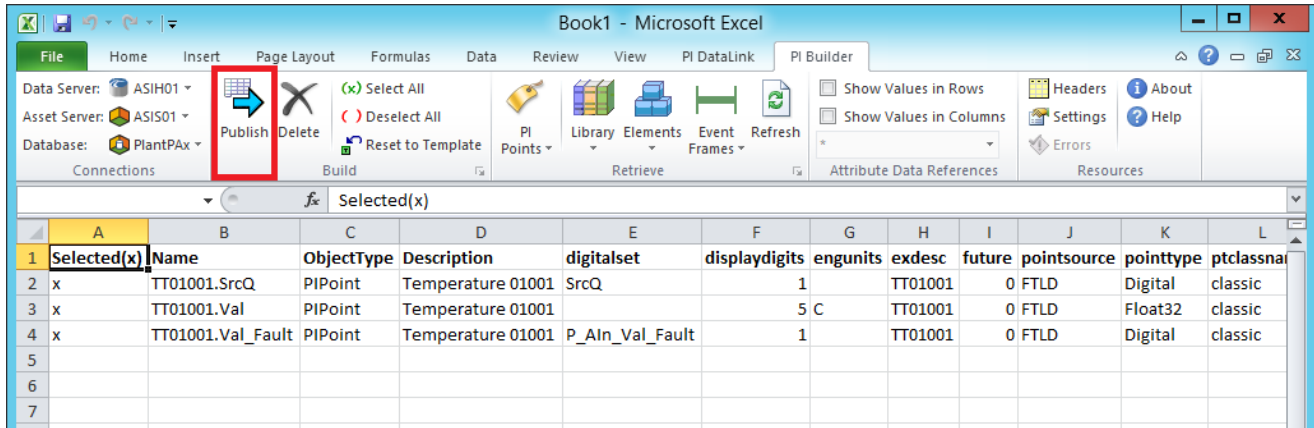 Book1 - Microsoft Excel
File Home Insert Page Layout Formulas Data Review View PI DataLink PI Builder
Data Server: ASIH01
Asset Server: ASIS01
Database: PlantPAx
Connections
Publish
Delete
(x) Select All
( ) Deselect All
Reset to Template
Build
PI Points
Library
Elements
Event Frames
Refresh
Retrieve
Show Values in Rows
Show Values in Columns
*
Attribute Data References
Headers
Settings
Errors
About
Help
Resources
fx Selected(x)
A B C D E F G H I J K L
1 Selected(x) Name ObjectType Description digitalset displaydigits engunits exdesc future pointsource pointtype ptclassna
2 x TT01001.SrcQ PIPoint Temperature 01001 SrcQ 1 TT01001 0 FTLD Digital classic
3 x TT01001.Val PIPoint Temperature 01001 5 C TT01001 0 FTLD Float32 classic
4 x TT01001.Val_Fault PIPoint Temperature 01001 P_AIn_Val_Fault 1 TT01001 0 FTLD Digital classic
5
6
7